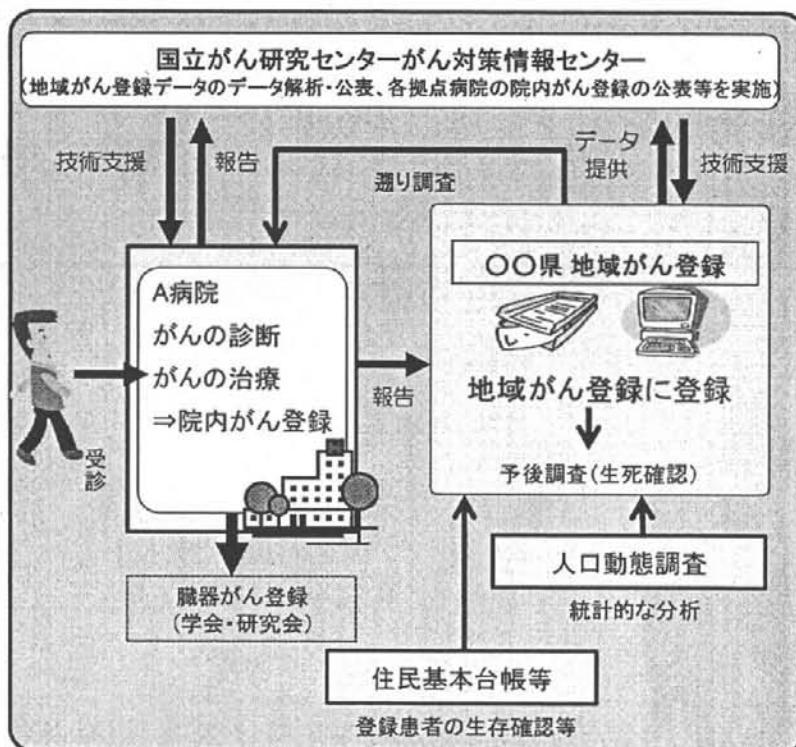 国立がん研究センターがん対策情報センター
(地域がん登録データのデータ解析・公表、各拠点病院の院内がん登録の公表等を実施)
技術支援
報告
遡り調査
データ
提供
技術支援
〇〇県 地域がん登録
A病院
がんの診断
がんの治療
⇒院内がん登録
受診
報告
地域がん登録に登録
予後調査(生死確認)
人口動態調査
統計的な分析
臓器がん登録
(学会・研究会)
住民基本台帳等
登録患者の生存確認等